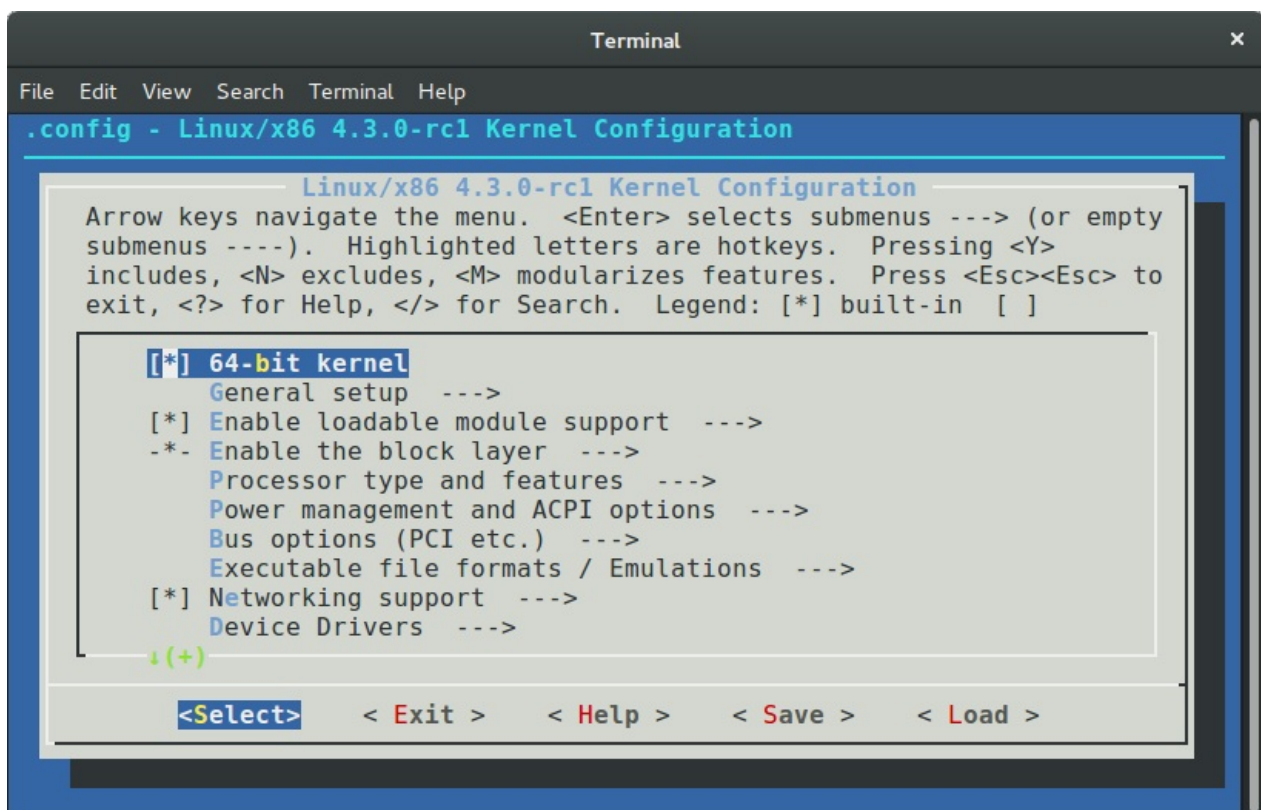 Terminal ×
File Edit View Search Terminal Help
.config - Linux/x86 4.3.0-rc1 Kernel Configuration
Linux/x86 4.3.0-rc1 Kernel Configuration
Arrow keys navigate the menu.  <Enter> selects submenus ---> (or empty
submenus ----).  Highlighted letters are hotkeys.  Pressing <Y>
includes, <N> excludes, <M> modularizes features.  Press <Esc><Esc> to
exit, <?> for Help, </> for Search.  Legend: [*] built-in  [ ]
[*] 64-bit kernel
General setup  --->
[*] Enable loadable module support  --->
-*- Enable the block layer  --->
Processor type and features  --->
Power management and ACPI options  --->
Bus options (PCI etc.)  --->
Executable file formats / Emulations  --->
[*] Networking support  --->
Device Drivers  --->
↓(+)
<Select>    < Exit >    < Help >    < Save >    < Load >